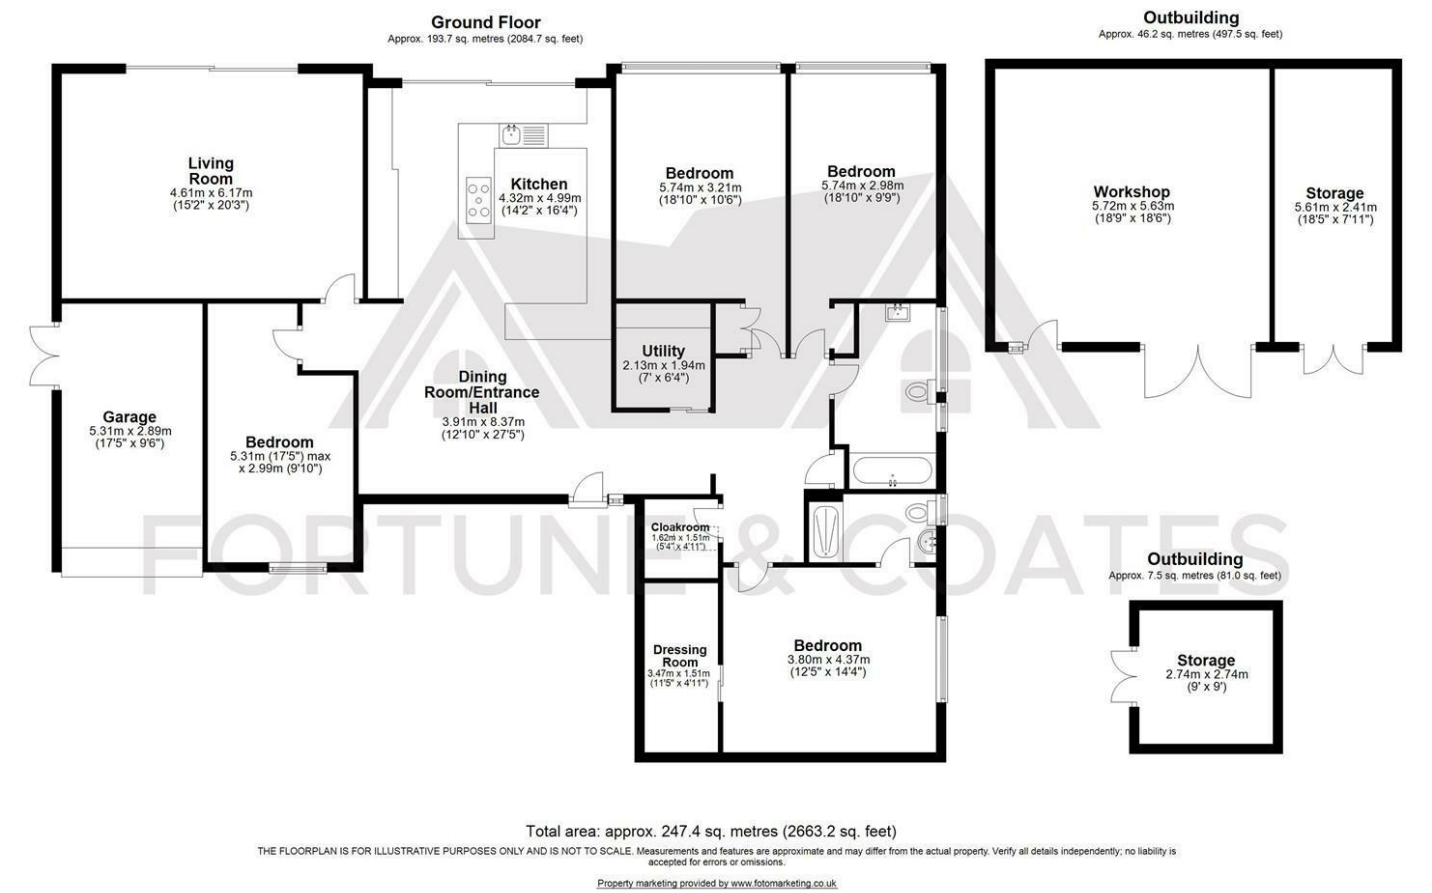 Ground Floor
Approx. 193.7 sq. metres (2084.7 sq. feet)
Outbuilding
Approx. 46.2 sq. metres (497.5 sq. feet)
Living
Room
4.61m x 6.17m
(15'2" x 20'3")
Kitchen
4.32m x 4.99m
(14'2" x 16'4")
Bedroom
5.74m x 3.21m
(18'10" x 10'6")
Bedroom
5.74m x 2.98m
(18'10" x 9'9")
Workshop
5.72m x 5.63m
(18'9" x 18'6")
Storage
5.61m x 2.41m
(18'5" x 7'11")
Utility
2.13m x 1.94m
(7' x 6'4")
Dining
Room/Entrance
Hall
3.91m x 8.37m
(12'10" x 27'5")
Garage
5.31m x 2.89m
(17'5" x 9'6")
Bedroom
5.31m (17'5") max
x 2.99m (9'10")
Cloakroom
1.62m x 1.51m
(5'4" x 4'11")
FORTUNE & COATES
Outbuilding
Approx. 7.5 sq. metres (81.0 sq. feet)
Dressing
Room
3.47m x 1.51m
(11'5" x 4'11")
Bedroom
3.80m x 4.37m
(12'5" x 14'4")
Storage
2.74m x 2.74m
(9' x 9')
Total area: approx. 247.4 sq. metres (2663.2 sq. feet)
THE FLOORPLAN IS FOR ILLUSTRATIVE PURPOSES ONLY AND IS NOT TO SCALE. Measurements and features are approximate and may differ from the actual property. Verify all details independently; no liability is
accepted for errors or omissions.
Property marketing provided by www.fotomarketing.co.uk